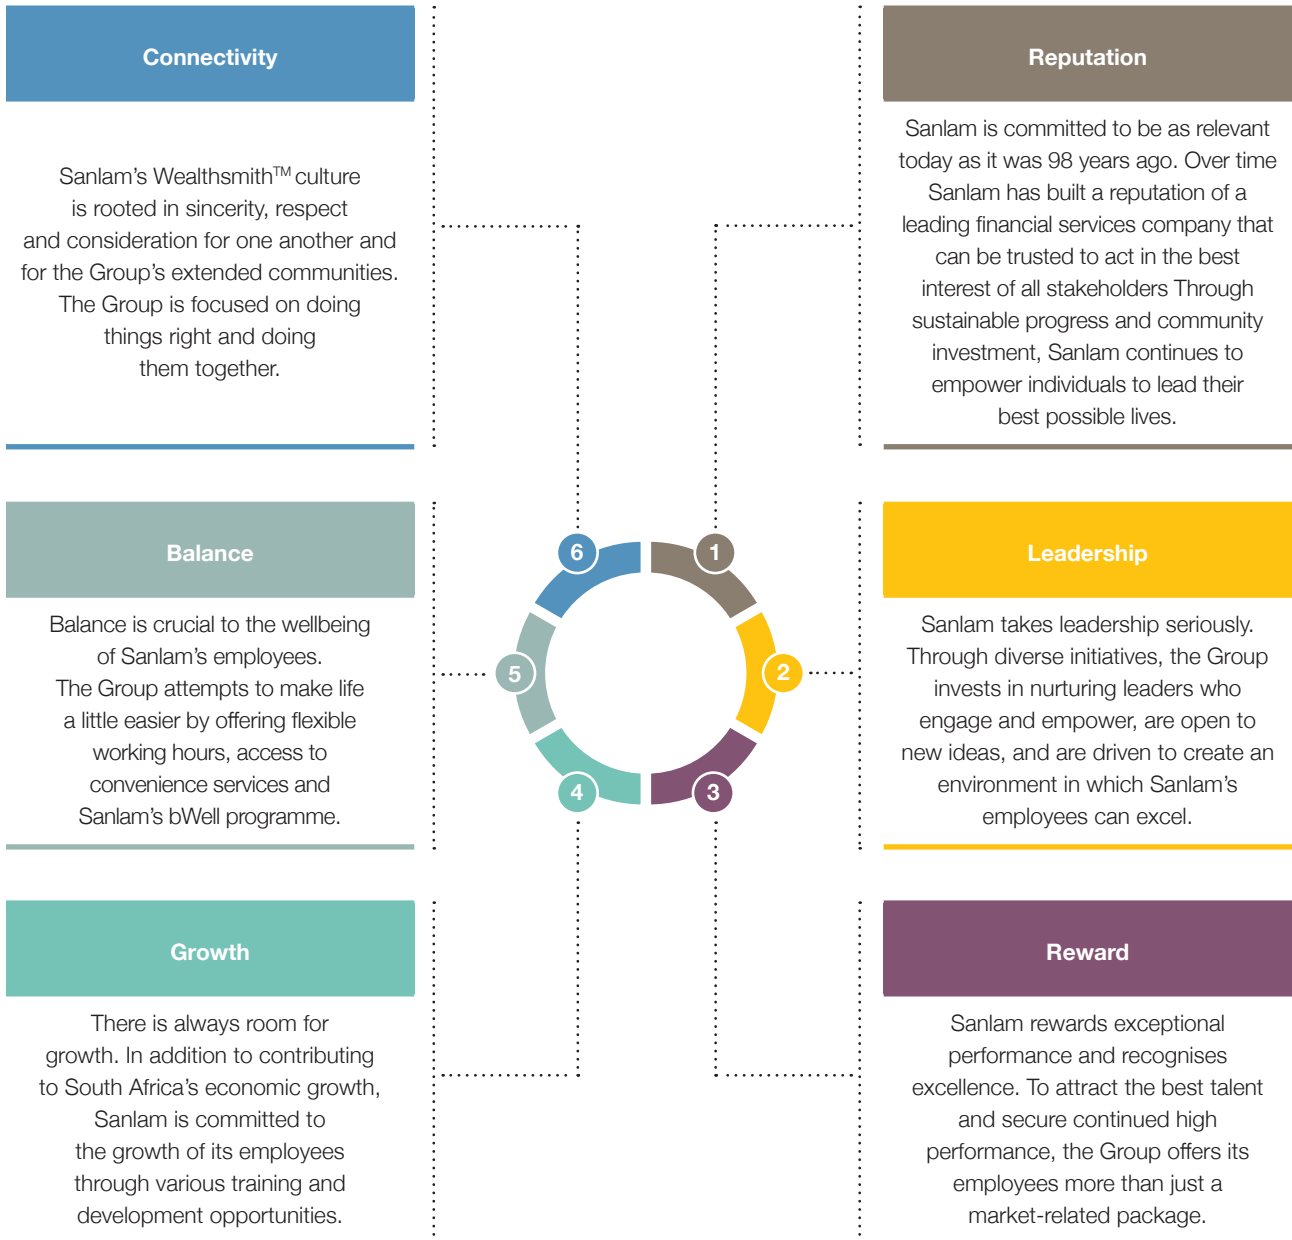 Connectivity
Sanlam’s Wealthsmith™ culture
is rooted in sincerity, respect
and consideration for one another and
for the Group’s extended communities.
The Group is focused on doing
things right and doing
them together.
Reputation
Sanlam is committed to be as relevant
today as it was 98 years ago. Over time
Sanlam has built a reputation of a
leading financial services company that
can be trusted to act in the best
interest of all stakeholders Through
sustainable progress and community
investment, Sanlam continues to
empower individuals to lead their
best possible lives.
Balance
Balance is crucial to the wellbeing
of Sanlam’s employees.
The Group attempts to make life
a little easier by offering flexible
working hours, access to
convenience services and
Sanlam’s bWell programme.
6
1
5
2
4
3
Leadership
Sanlam takes leadership seriously.
Through diverse initiatives, the Group
invests in nurturing leaders who
engage and empower, are open to
new ideas, and are driven to create an
environment in which Sanlam’s
employees can excel.
Growth
There is always room for
growth. In addition to contributing
to South Africa’s economic growth,
Sanlam is committed to
the growth of its employees
through various training and
development opportunities.
Reward
Sanlam rewards exceptional
performance and recognises
excellence. To attract the best talent
and secure continued high
performance, the Group offers its
employees more than just a
market-related package.